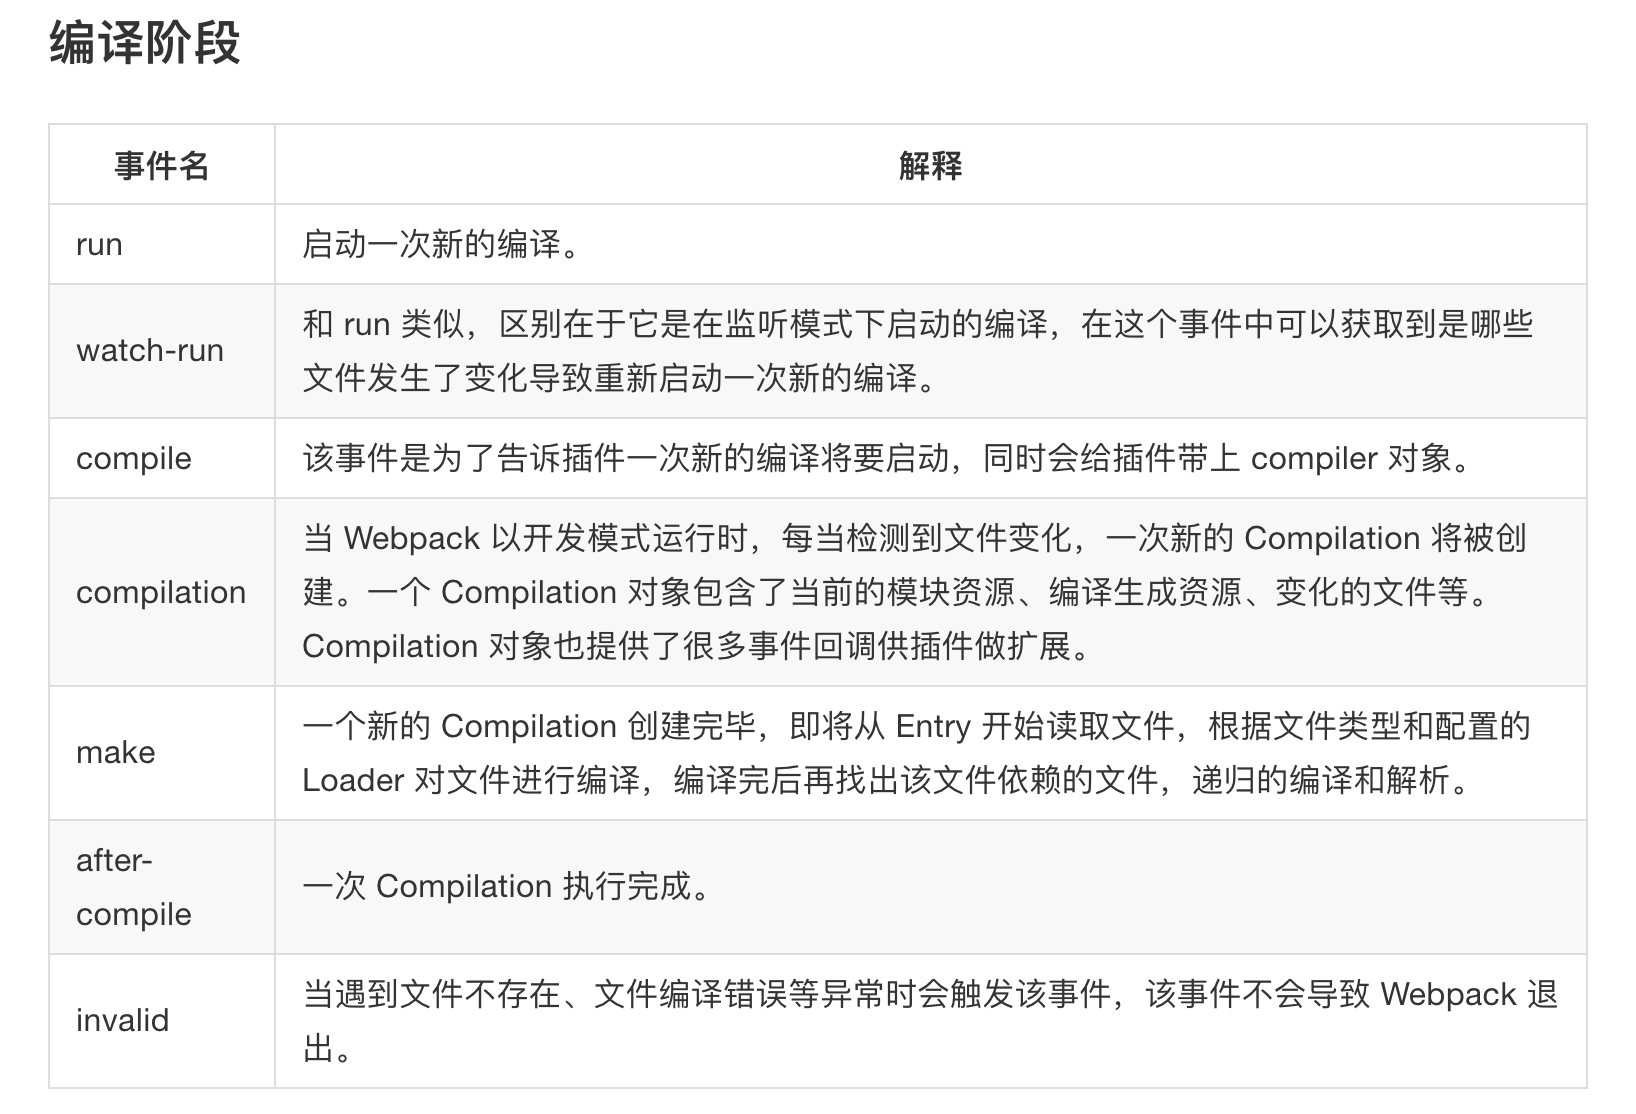 编译阶段
事件名
解释
run
启动一次新的编译。
watch-run
和 run 类似，区别在于它是在监听模式下启动的编译，在这个事件中可以获取到是哪些
文件发生了变化导致重新启动一次新的编译。
compile
该事件是为了告诉插件一次新的编译将要启动，同时会给插件带上 compiler 对象。
compilation
当 Webpack 以开发模式运行时，每当检测到文件变化，一次新的 Compilation 将被创
建。一个 Compilation 对象包含了当前的模块资源、编译生成资源、变化的文件等。
Compilation 对象也提供了很多事件回调供插件做扩展。
make
一个新的 Compilation 创建完毕，即将从 Entry 开始读取文件，根据文件类型和配置的
Loader 对文件进行编译，编译完后再找出该文件依赖的文件，递归的编译和解析。
after-
compile
一次 Compilation 执行完成。
invalid
当遇到文件不存在、文件编译错误等异常时会触发该事件，该事件不会导致 Webpack 退
出。